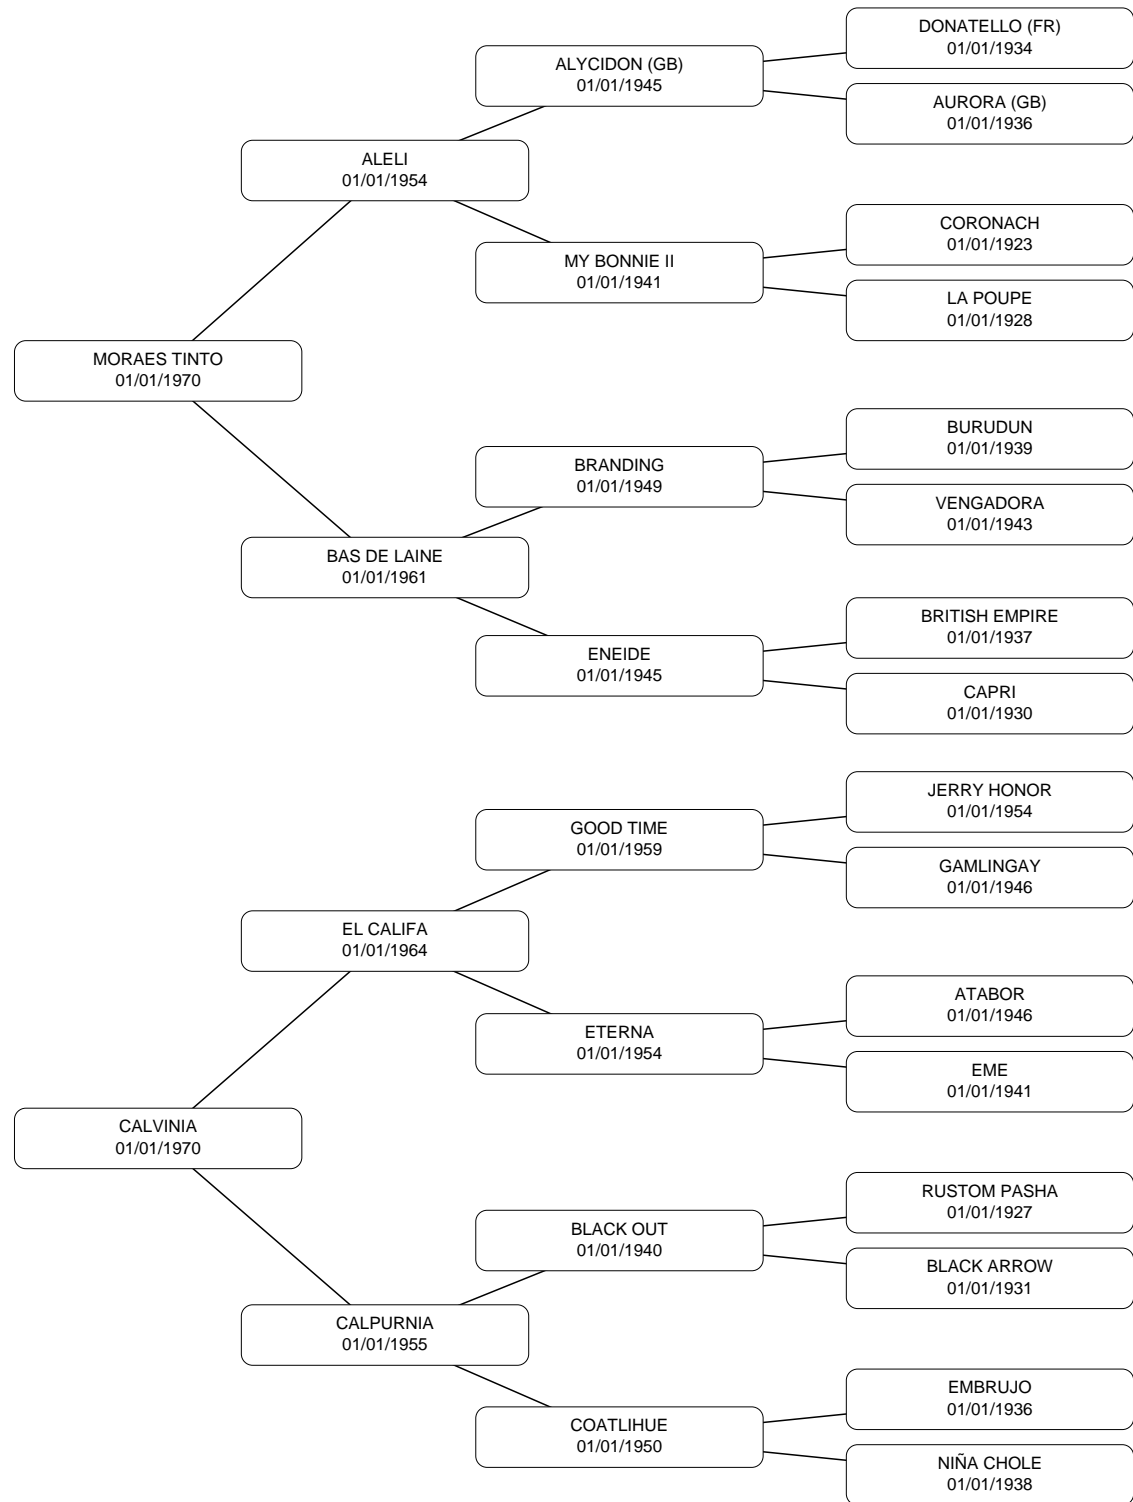 DONATELLO (FR)
01/01/1934
ALYCIDON (GB)
01/01/1945
AURORA (GB)
01/01/1936
ALELI
01/01/1954
CORONACH
01/01/1923
MY BONNIE II
01/01/1941
LA POUPE
01/01/1928
MORAES TINTO
01/01/1970
BURUDUN
01/01/1939
BRANDING
01/01/1949
VENGADORA
01/01/1943
BAS DE LAINE
01/01/1961
BRITISH EMPIRE
01/01/1937
ENEIDE
01/01/1945
CAPRI
01/01/1930
JERRY HONOR
01/01/1954
GOOD TIME
01/01/1959
GAMLINGAY
01/01/1946
EL CALIFA
01/01/1964
ATABOR
01/01/1946
ETERNA
01/01/1954
EME
01/01/1941
CALVINIA
01/01/1970
RUSTOM PASHA
01/01/1927
BLACK OUT
01/01/1940
BLACK ARROW
01/01/1931
CALPURNIA
01/01/1955
EMBRUJO
01/01/1936
COATLIHUE
01/01/1950
NIÑA CHOLE
01/01/1938